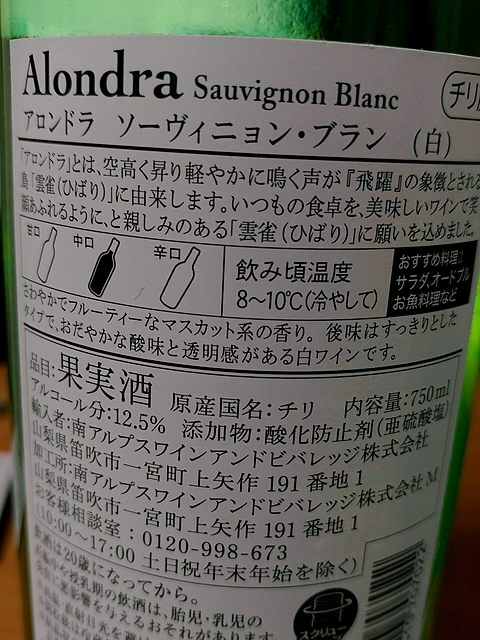 Alondra Sauvignon Blanc
チリ
アロンドラ ソーヴィニョン・ブラン (白)
「アロンドラ」とは、空高く昇り軽やかに鳴く声が『飛躍』の象徴とされる
鳥「雲雀(ひばり)」に由来します。いつもの食卓を、美味しいワインで笑
顔あふれるように、と親しみのある「雲雀(ひばり)」に願いを込めました。
甘口 中口 辛口
飲み頃温度
8~10℃(冷やして)
おすすめ料理!!
サラダ、オードブル
お魚料理など
さわやかでフルーティーなマスカット系の香り。後味はすっきりとした
タイプで、おだやかな酸味と透明感がある白ワインです。
品目:果実酒 原産国名:チリ 内容量:750ml
アルコール分:12.5% 添加物:酸化防止剤(亜硫酸塩)
輸入者:南アルプスワインアンドビバレッジ株式会社
山梨県笛吹市一宮町上矢作 191 番地 1
加工所:南アルプスワインアンドビバレッジ株式会社 M
山梨県笛吹市一宮町上矢作 191 番地 1
お客様相談室:0120-998-673
(10:00~17:00 土日祝年末年始を除く)
飲酒は20歳になってから。
授乳期の飲酒は、胎児・乳児の
悪影響を与えるおそれがあります。
直射日光を避
スクリュー